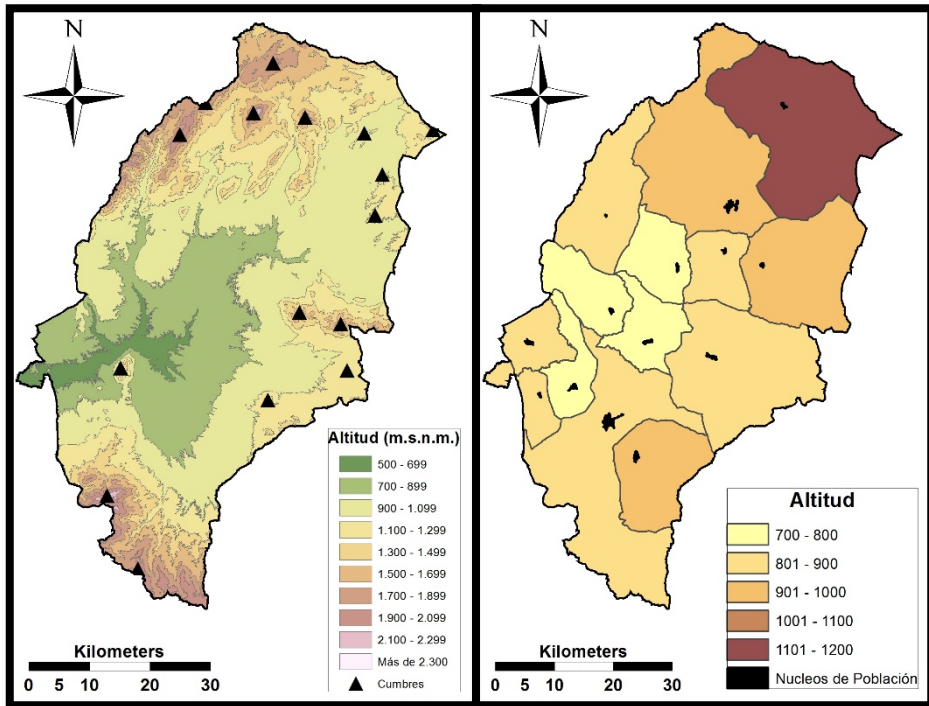 N
Altitud (m.s.n.m.)
500 - 699
700 - 899
900 - 1.099
1.100 - 1.299
1.300 - 1.499
1.500 - 1.699
1.700 - 1.899
1.900 - 2.099
2.100 - 2.299
Más de 2.300
Cumbres
Kilometers
0 5 10 20 30
N
Altitud
700 - 800
801 - 900
901 - 1000
1001 - 1100
1101 - 1200
Nucleos de Población
Kilometers
0 5 10 20 30